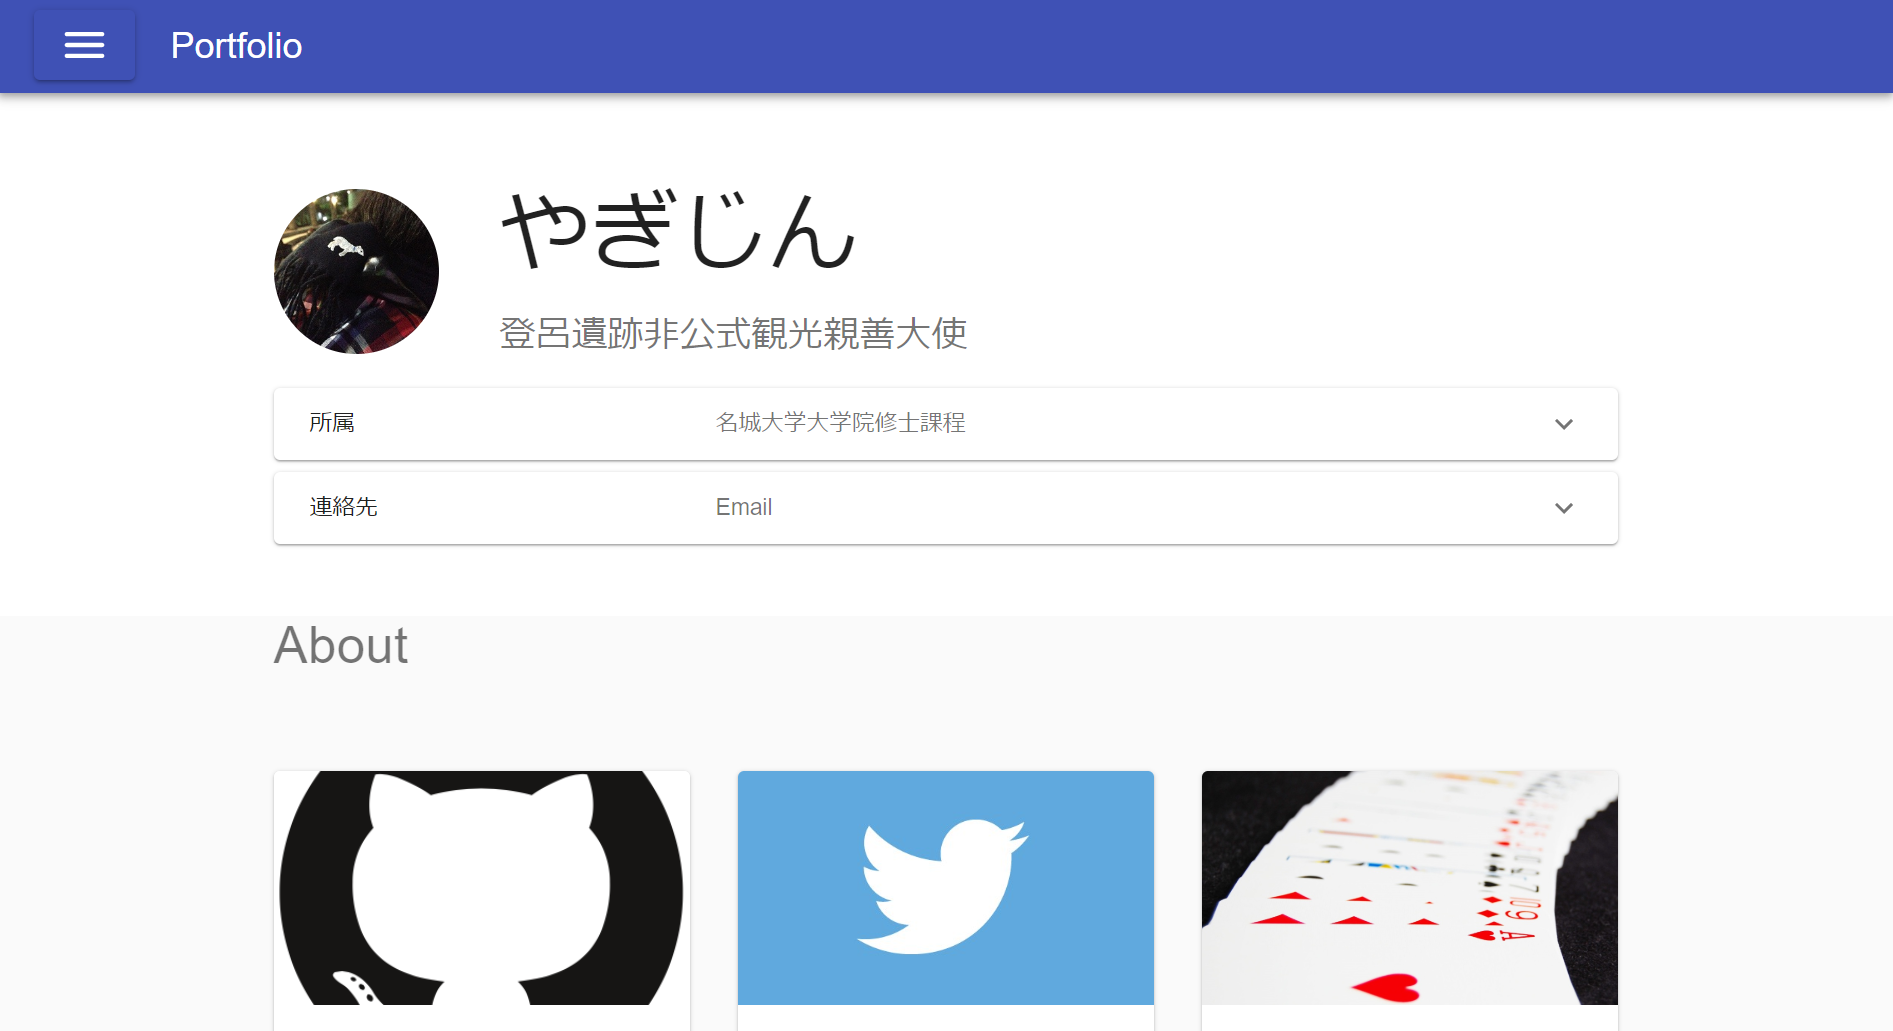 Portfolio
やぎじん
登呂遺跡非公式観光親善大使
所属 名城大学大学院修士課程
連絡先 Email
About